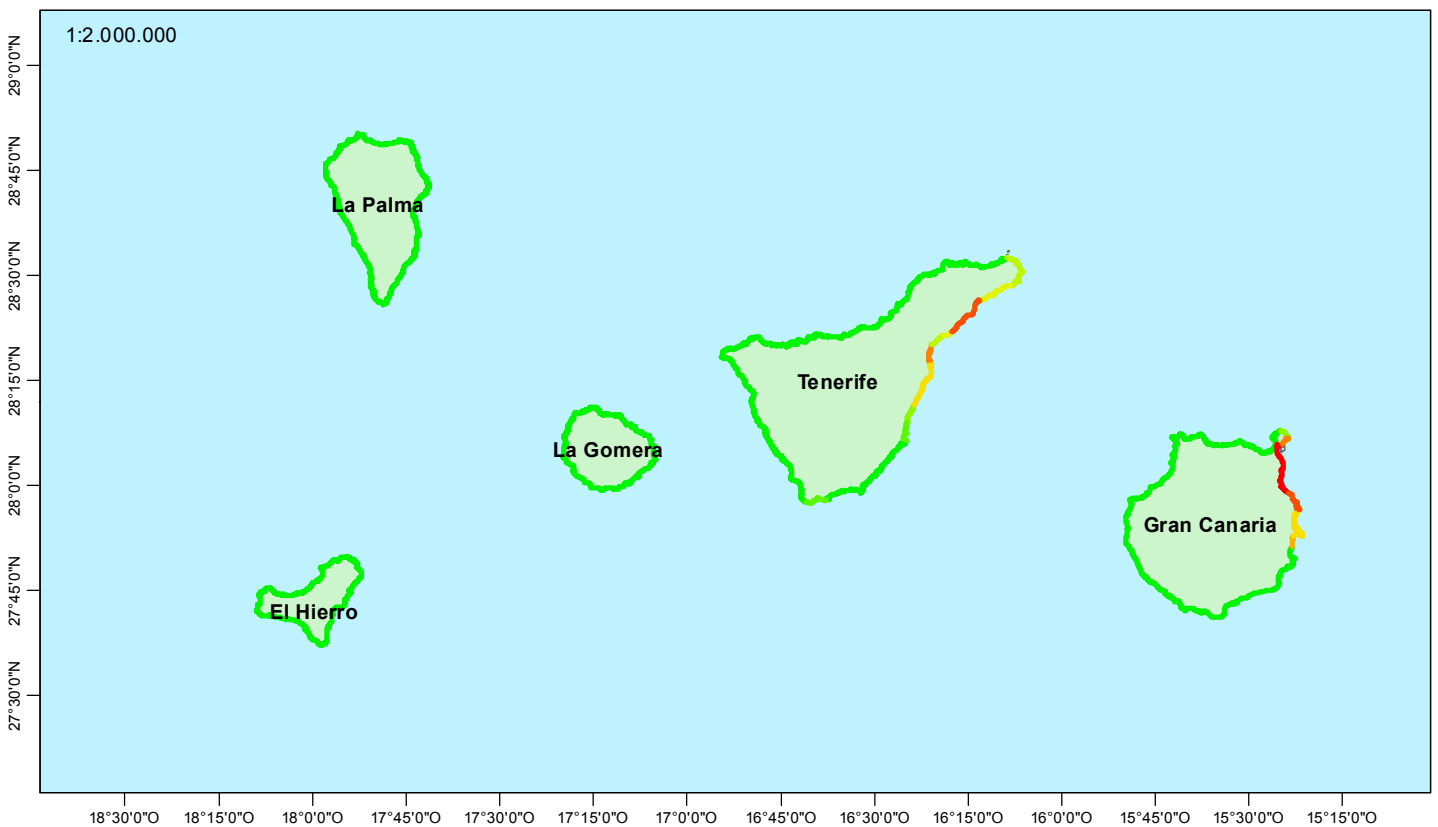 1:2.000.000
29°0'0"N
28°45'0"N
28°30'0"N
28°15'0"N
28°0'0"N
27°45'0"N
27°30'0"N
La Palma
Tenerife
La Gomera
Gran Canaria
El Hierro
18°30'0"O
18°15'0"O
18°0'0"O
17°45'0"O
17°30'0"O
17°15'0"O
17°0'0"O
16°45'0"O
16°30'0"O
16°15'0"O
16°0'0"O
15°45'0"O
15°30'0"O
15°15'0"O